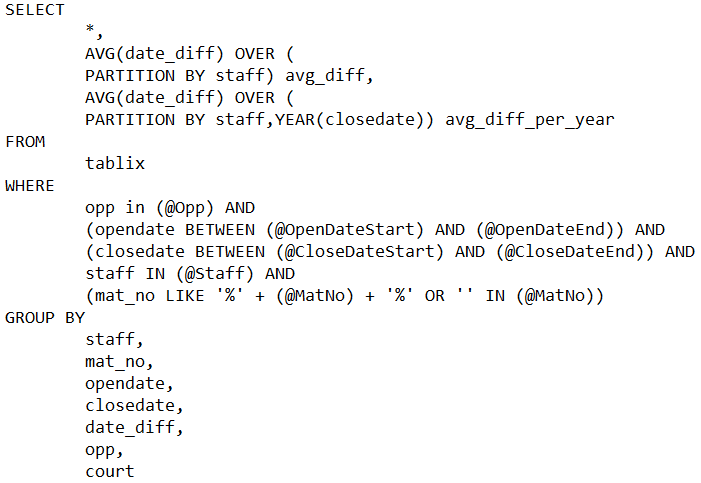 SELECT
*,
AVG(date_diff) OVER (
PARTITION BY staff) avg_diff,
AVG(date_diff) OVER (
PARTITION BY staff,YEAR(closedate)) avg_diff_per_year
FROM
tablix
WHERE
opp in (@Opp) AND
(opendate BETWEEN (@OpenDateStart) AND (@OpenDateEnd)) AND
(closedate BETWEEN (@CloseDateStart) AND (@CloseDateEnd)) AND
staff IN (@Staff) AND
(mat_no LIKE '%' + (@MatNo) + '%' OR '' IN (@MatNo))
GROUP BY
staff,
mat_no,
opendate,
closedate,
date_diff,
opp,
court